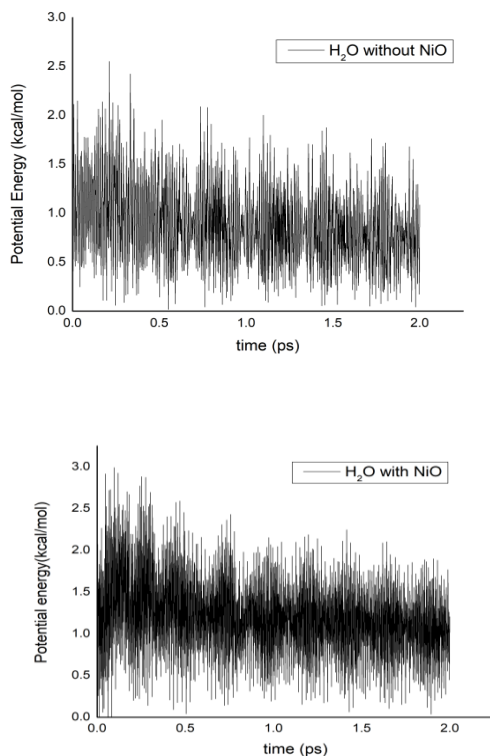 3.0
H₂O without NiO
2.5
2.0
1.5
1.0
0.5
0.0
Potential Energy (kcal/mol)
0.0 0.5 1.0 1.5 2.0
time (ps)
3.0
H₂O with NiO
2.5
2.0
1.5
1.0
0.5
0.0
Potential energy(kcal/mol)
0.0 0.5 1.0 1.5 2.0
time (ps)